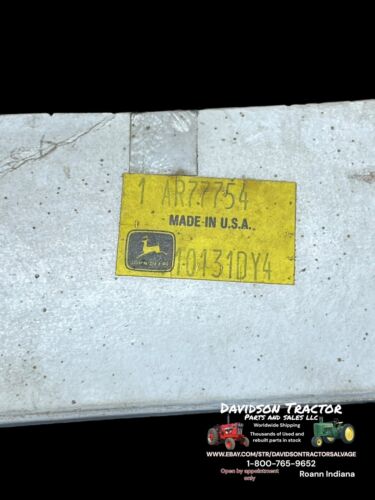 1 AR77754
MADE IN U.S.A.
JOHN DEERE
10131DY4
DAVIDSON TRACTOR
PARTS AND SALES LLC
Worldwide Shipping
Thousands of Used and
rebuilt parts in stock
WWW.EBAY.COM/STR/DAVIDSONTRACTORSALVAGE
1-800-765-9652
Open by appointment
only
Roann Indiana